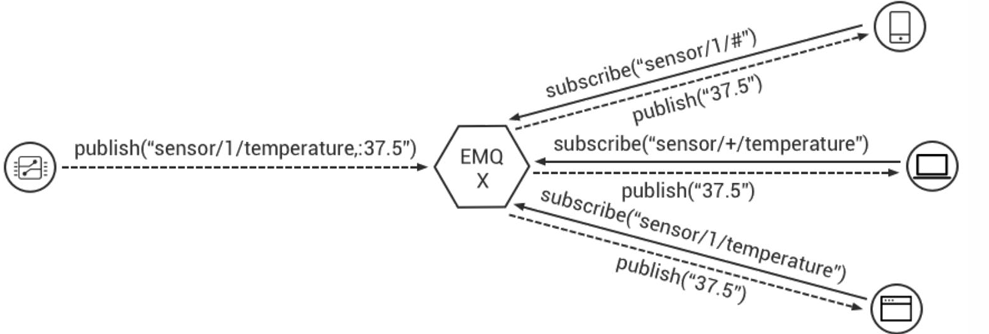 subscribe(“sensor/1/#”)
publish(“37.5”)
publish(“sensor/1/temperature,:37.5”)
EMQ
X
subscribe(“sensor/+/temperature”)
publish(“37.5”)
subscribe(“sensor/1/temperature”)
publish(“37.5”)